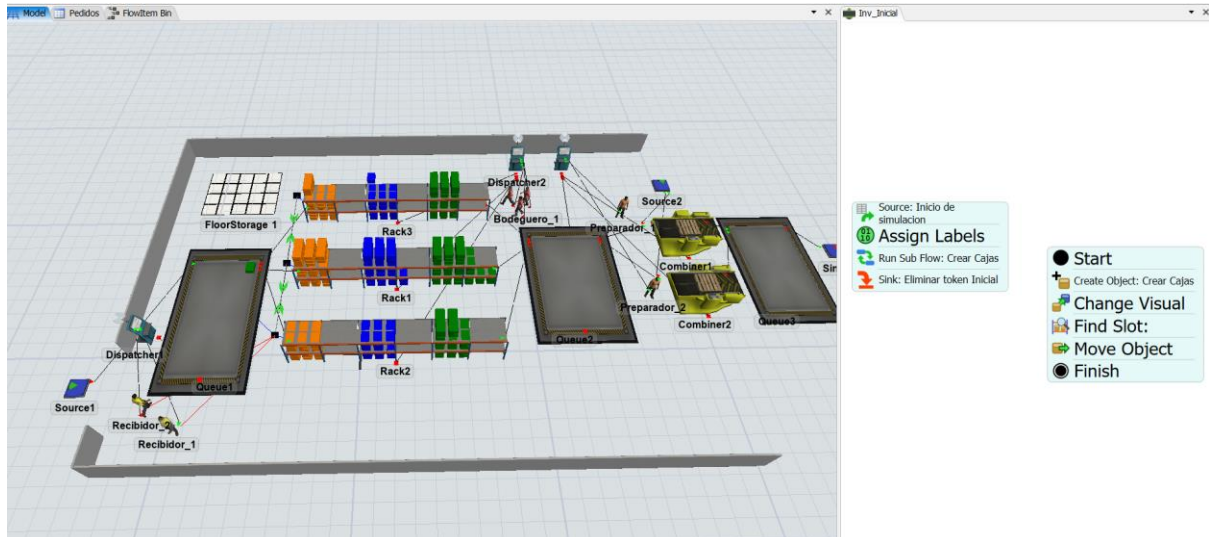 Model
Pedidos
FlowItem Bin
Inv_Inicial
Dispatcher2
FloorStorage 1
Bodeguero_1
Source2
Rack3
Preparador_1
Combiner1
Rack1
Preparador_2
Combiner2
Queue3
Queue2
Dispatcher1
Rack2
Queue1
Source1
Recibidor_2
Recibidor_1
Source: Inicio de
simulacion
Assign Labels
Run Sub Flow: Crear Cajas
Sink: Eliminar token Inicial
Start
Create Object: Crear Cajas
Change Visual
Find Slot:
Move Object
Finish